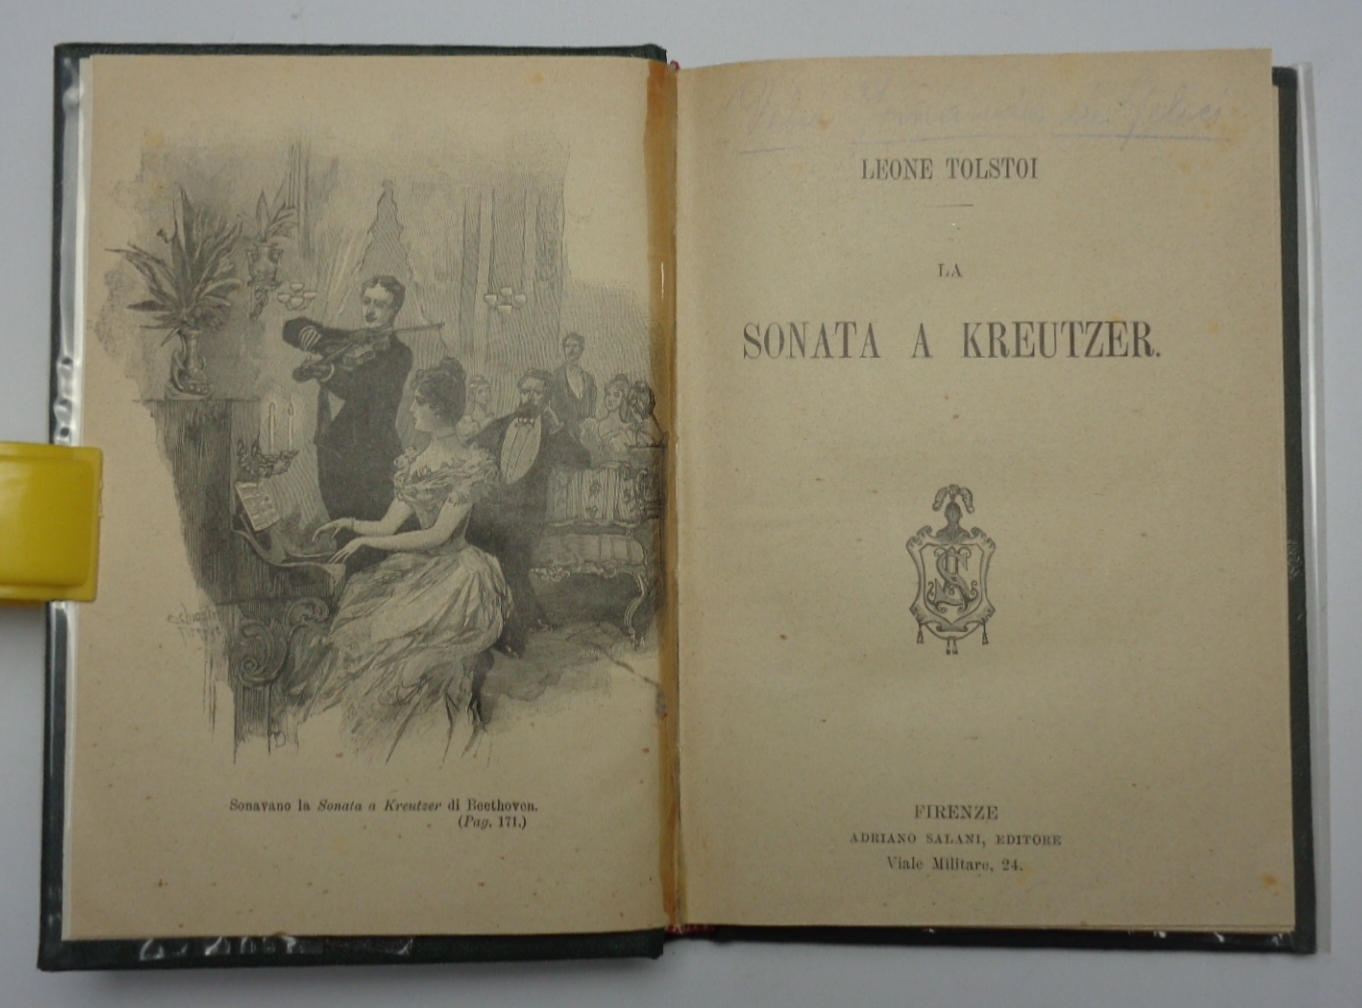 Sonavano la Sonata a Kreutzer di Beethoven.
(Pag. 171.)
LEONE TOLSTOI
LA
SONATA A KREUTZER.
FIRENZE
ADRIANO SALANI, EDITORE
Viale Militare, 24.